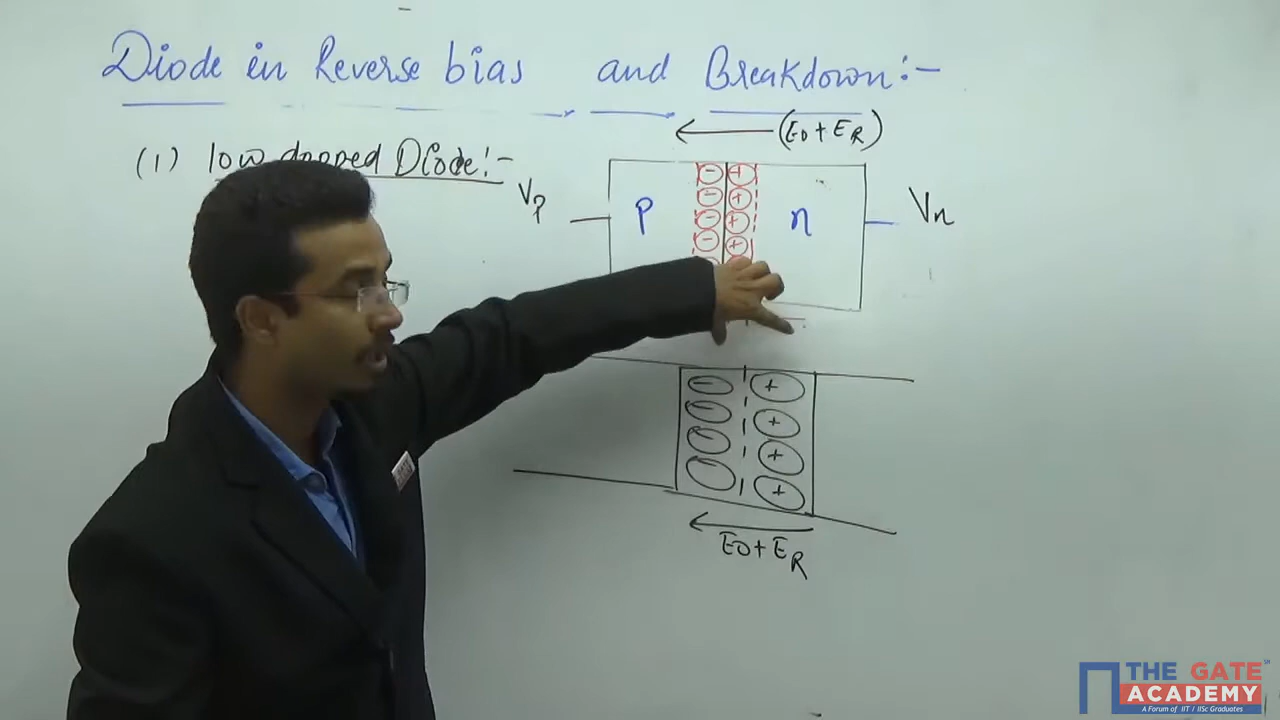 Diode in Reverse bias and Breakdown:-
(1) low dopped Diode:-
(E0+ER)
Vp
P
n
Vn
- +
- +
- +
- +
- +
- +
- +
+
E0+ER
THE GATE
ACADEMY
A Forum of IIT / IISc Graduates